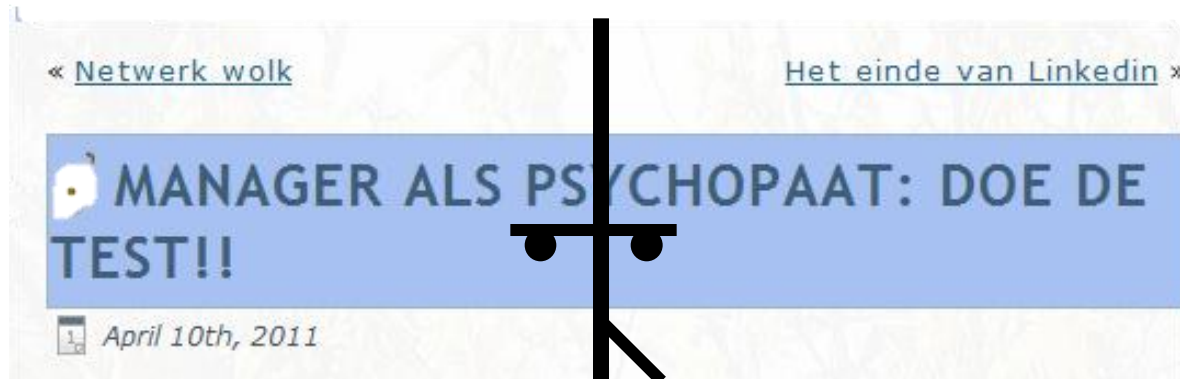 « Netwerk wolk Het einde van Linkedin »
MANAGER ALS PSYCHOPAAT: DOE DE
TEST!!
April 10th, 2011